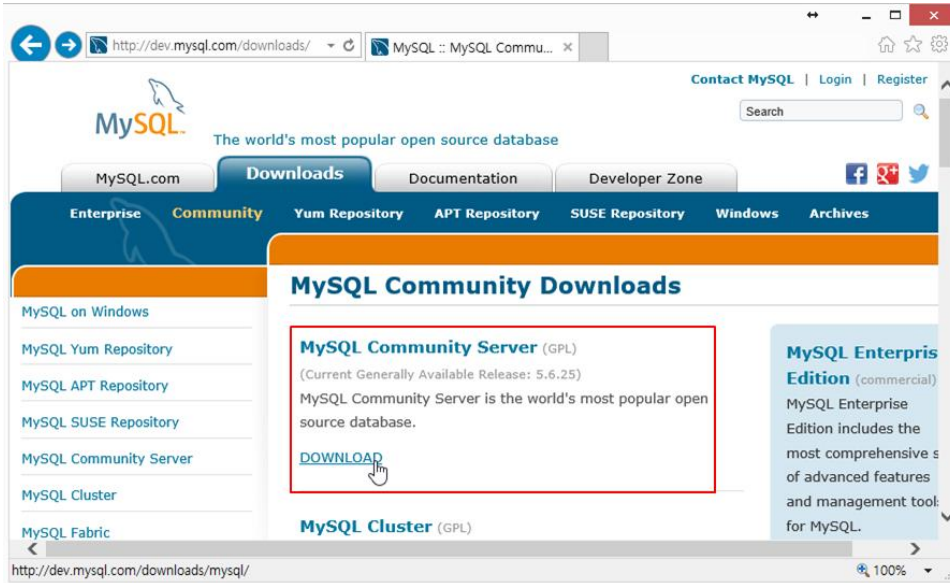 http://dev.mysql.com/downloads/
MySQL :: MySQL Commu...
Contact MySQL | Login | Register
Search
MySQL
The world's most popular open source database
MySQL.com
Downloads
Documentation
Developer Zone
Enterprise
Community
Yum Repository
APT Repository
SUSE Repository
Windows
Archives
MySQL on Windows
MySQL Yum Repository
MySQL APT Repository
MySQL SUSE Repository
MySQL Community Server
MySQL Cluster
MySQL Fabric
MySQL Community Downloads
MySQL Community Server (GPL)
(Current Generally Available Release: 5.6.25)
MySQL Community Server is the world's most popular open
source database.
DOWNLOAD
MySQL Cluster (GPL)
MySQL Enterpris
Edition (commercial)
MySQL Enterprise
Edition includes the
most comprehensive s
of advanced features
and management tool
for MySQL.
http://dev.mysql.com/downloads/mysql/
100%